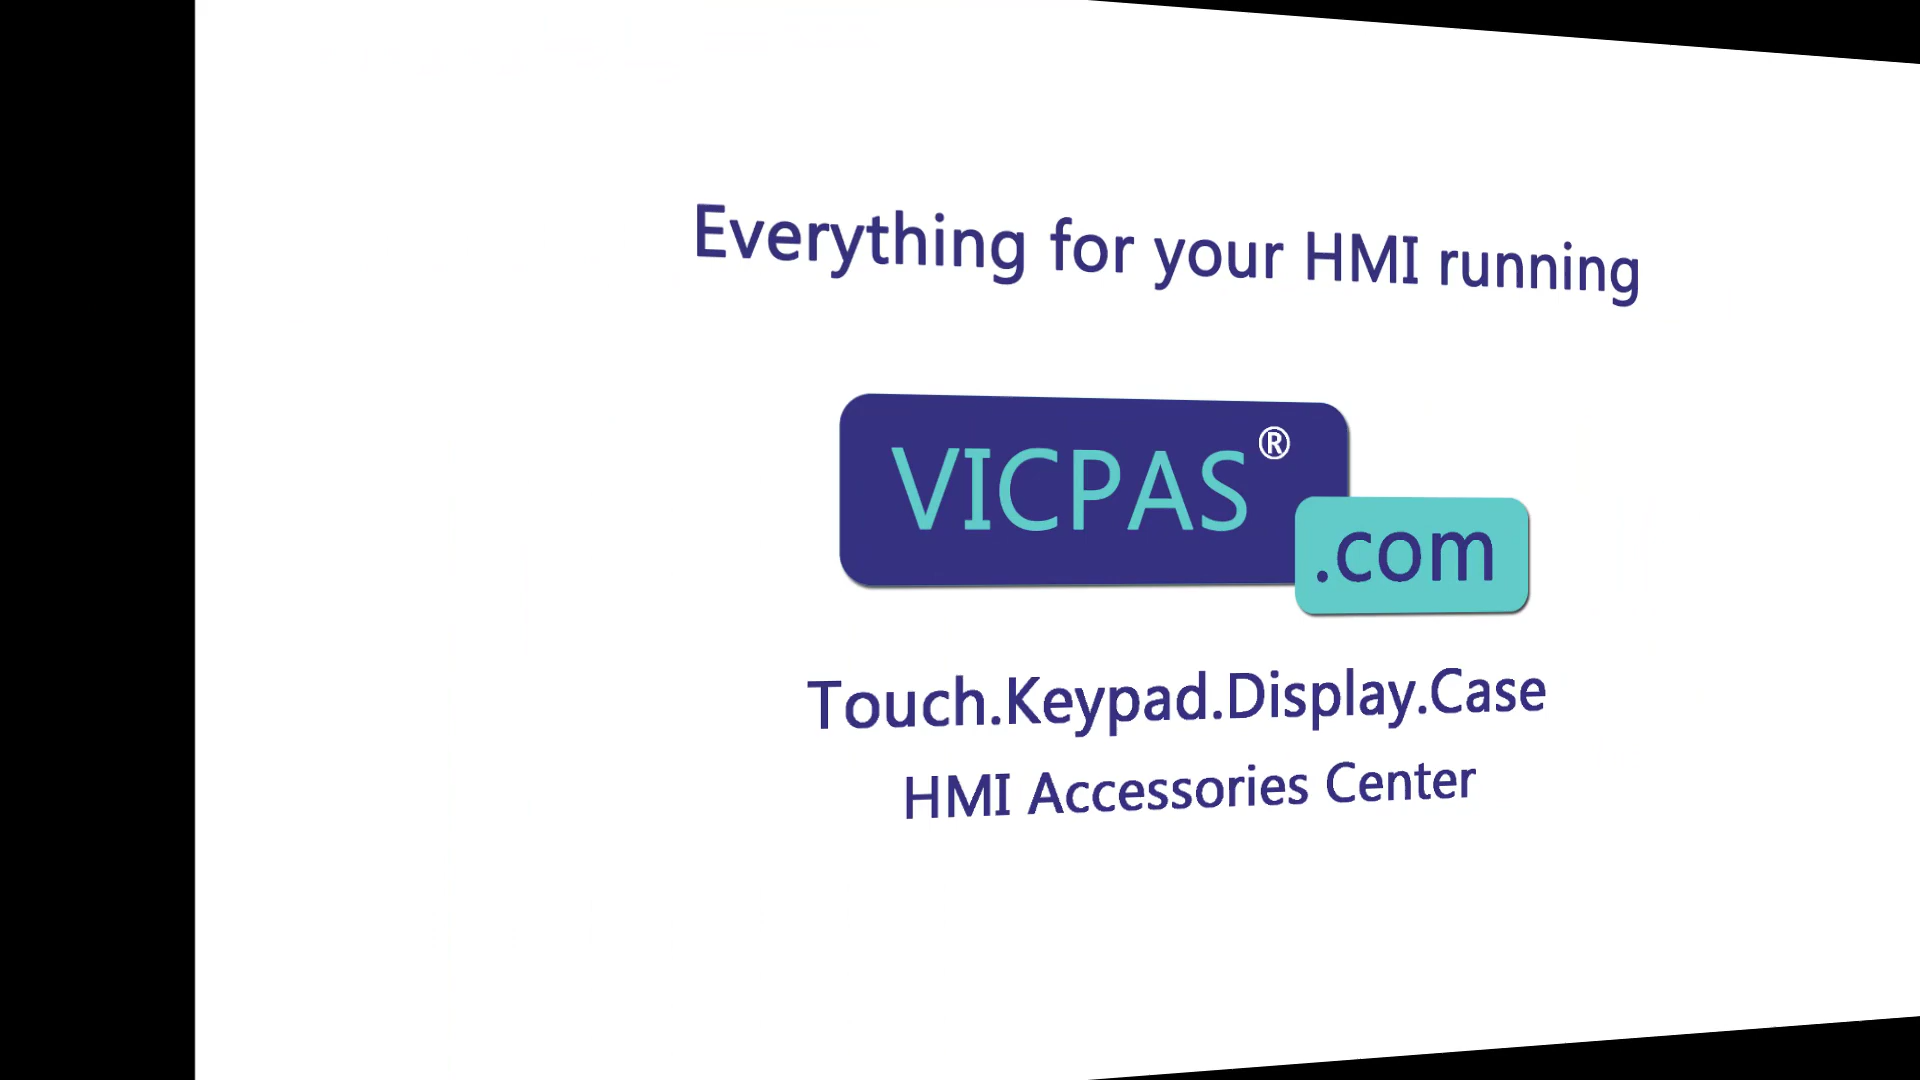 Everything for your HMI running
VICPAS®
.com
Touch.Keypad.Display.Case
HMI Accessories Center